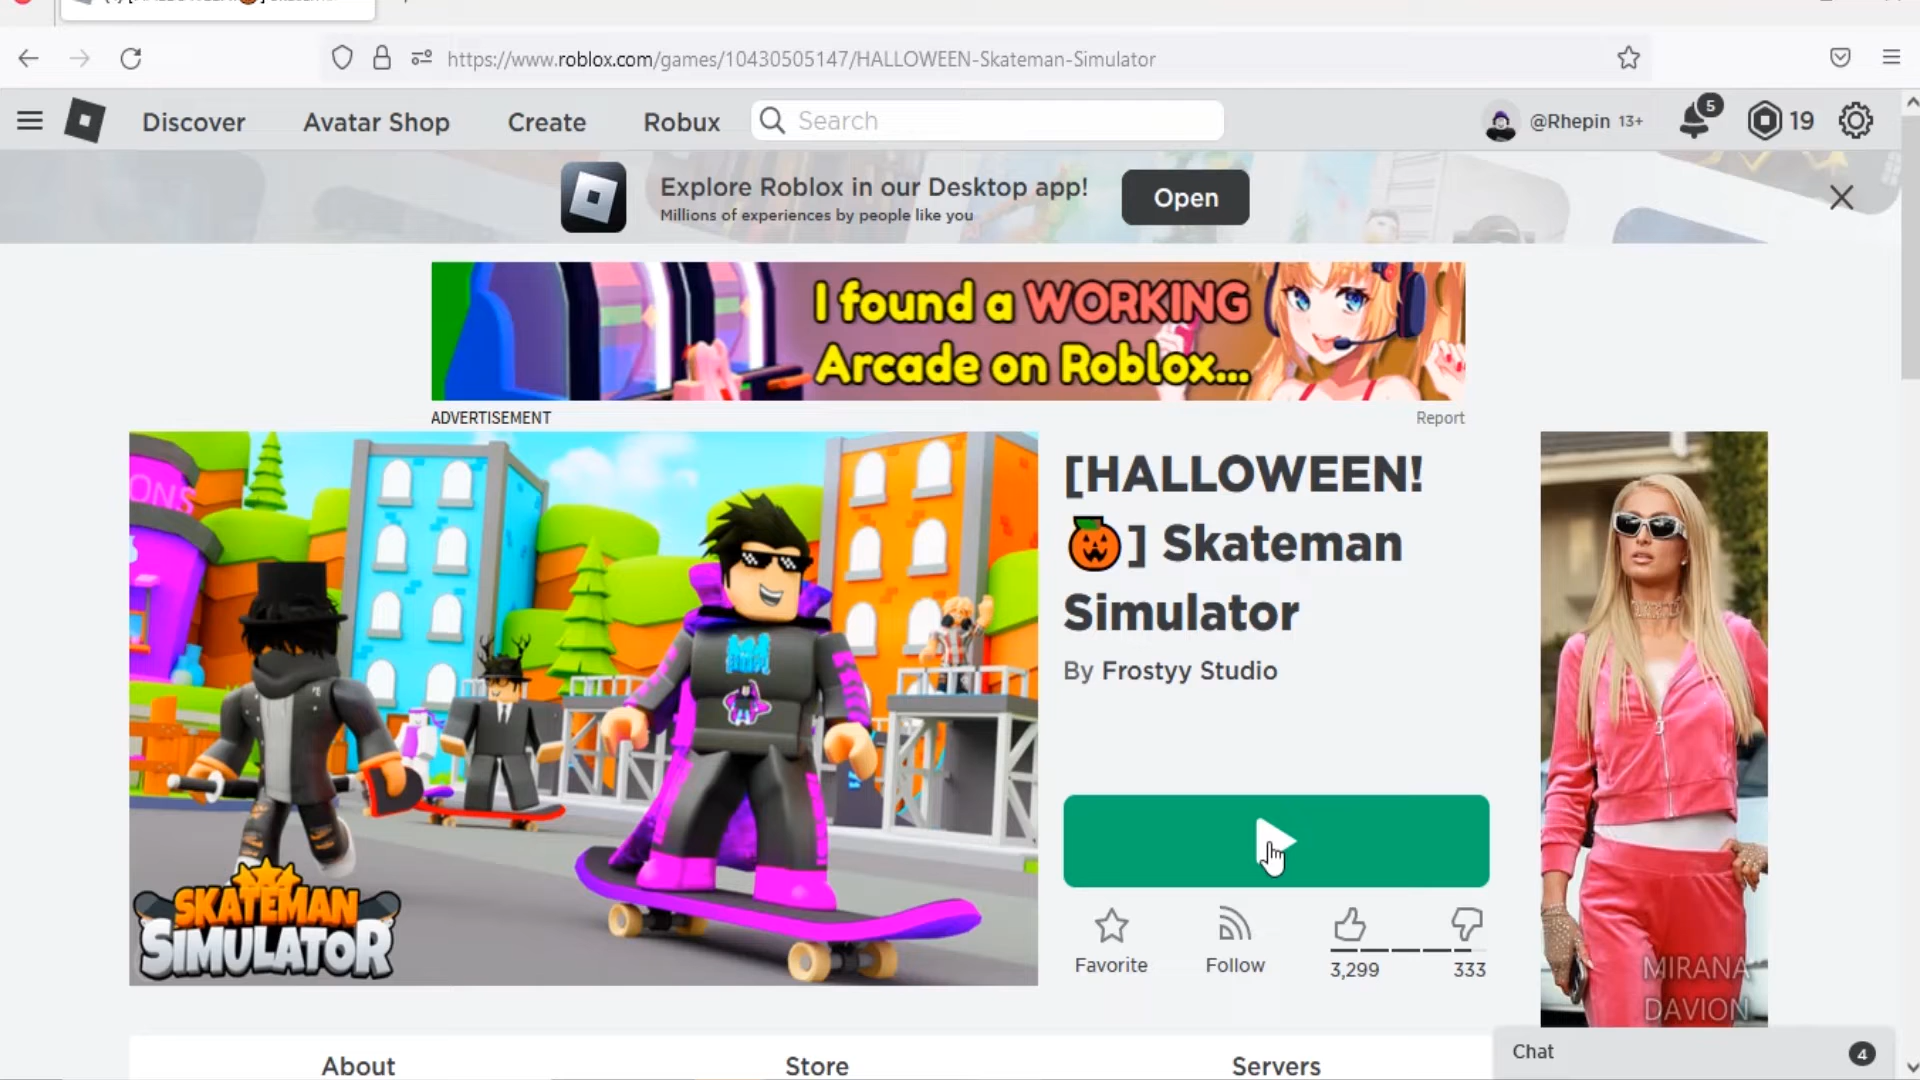 https://www.roblox.com/games/10430505147/HALLOWEEN-Skateman-Simulator
Discover
Avatar Shop
Create
Robux
Search
@Rhepin 13+
5
19
Explore Roblox in our Desktop app!
Millions of experiences by people like you
Open
I found a WORKING
Arcade on Roblox...
ADVERTISEMENT
Report
ONS
SKATEMAN
SIMULATOR
[HALLOWEEN!
🎃] Skateman
Simulator
By Frostyy Studio
Favorite
Follow
3,299
333
MIRANA
DAVION
About
Store
Servers
Chat
4